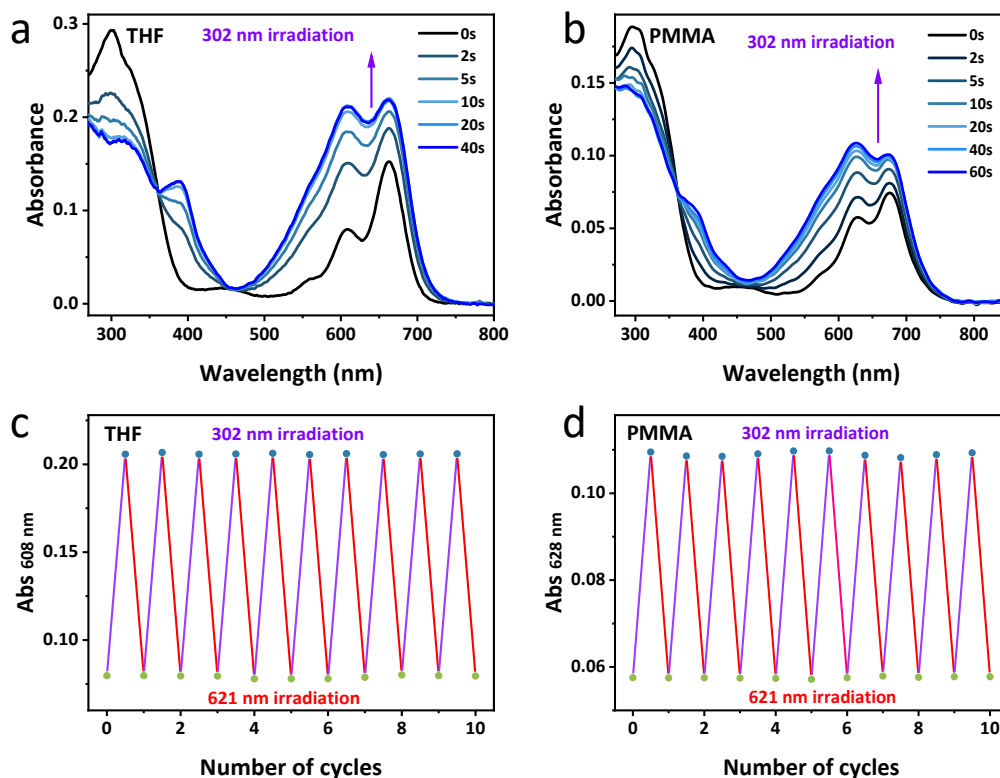 a
THF
302 nm irradiation
0s
2s
5s
10s
20s
40s
0.3
0.2
0.1
0.0
Absorbance
300 400 500 600 700 800
Wavelength (nm)
b
PMMA
302 nm irradiation
0s
2s
5s
10s
20s
40s
60s
0.15
0.10
0.05
0.00
Absorbance
300 400 500 600 700 800
Wavelength (nm)
c
THF
302 nm irradiation
0.20
0.15
0.10
Abs 608 nm
621 nm irradiation
0 2 4 6 8 10
Number of cycles
d
PMMA
302 nm irradiation
0.10
0.08
0.06
Abs 628 nm
621 nm irradiation
0 2 4 6 8 10
Number of cycles